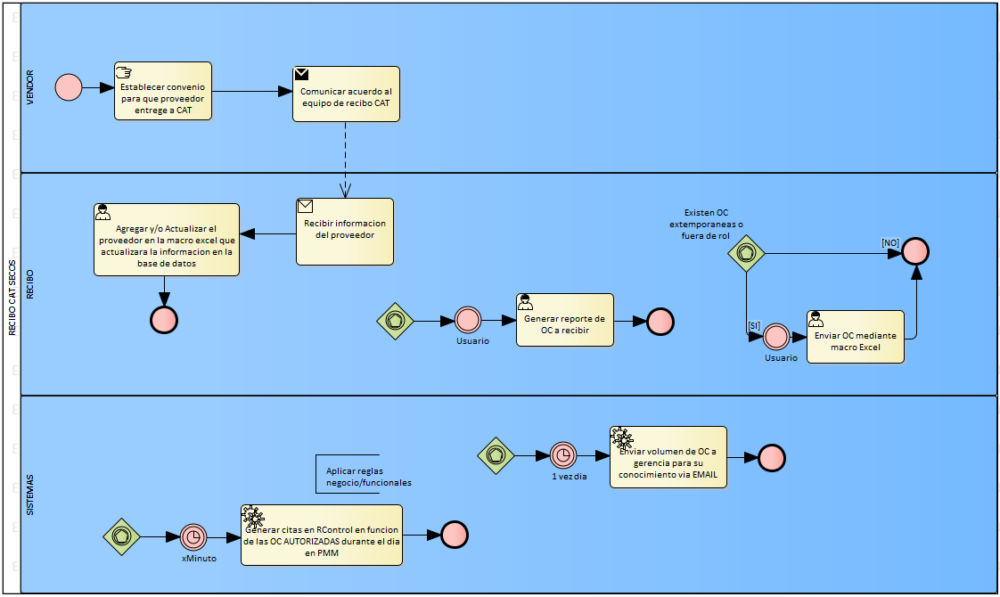 RECIBO CAT SECOS
VENDOR
Establecer convenio
para que proveedor
entrege a CAT
Comunicar acuerdo al
equipo de recibo CAT
RECIBO
Agregar y/o Actualizar el
proveedor en la macro excel que
actualizara la informacion en la
base de datos
Recibir informacion
del proveedor
Usuario
Generar reporte de
OC a recibir
Existen OC
extemporaneas o
fuera de rol
[NO]
[SI]
Usuario
Enviar OC mediante
macro Excel
SISTEMAS
1 vez dia
Enviar volumen de OC a
gerencia para su
conocimiento via EMAIL
Aplicar reglas
negocio/funcionales
xMinuto
Generar citas en RControl en funcion
de las OC AUTORIZADAS durante el dia
en PMM